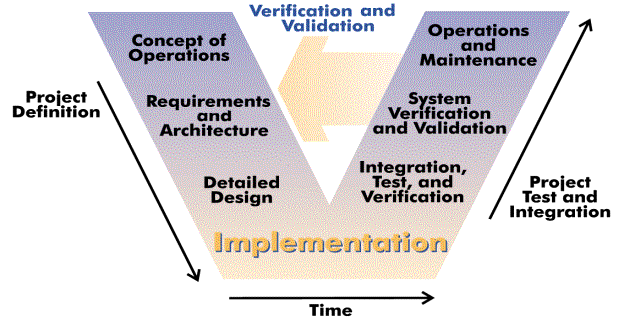 Verification and
Validation
Concept of
Operations
Operations
and
Maintenance
Project
Definition
Requirements
and
Architecture
System
Verification
and Validation
Detailed
Design
Integration,
Test, and
Verification
Project
Test and
Integration
Implementation
Time